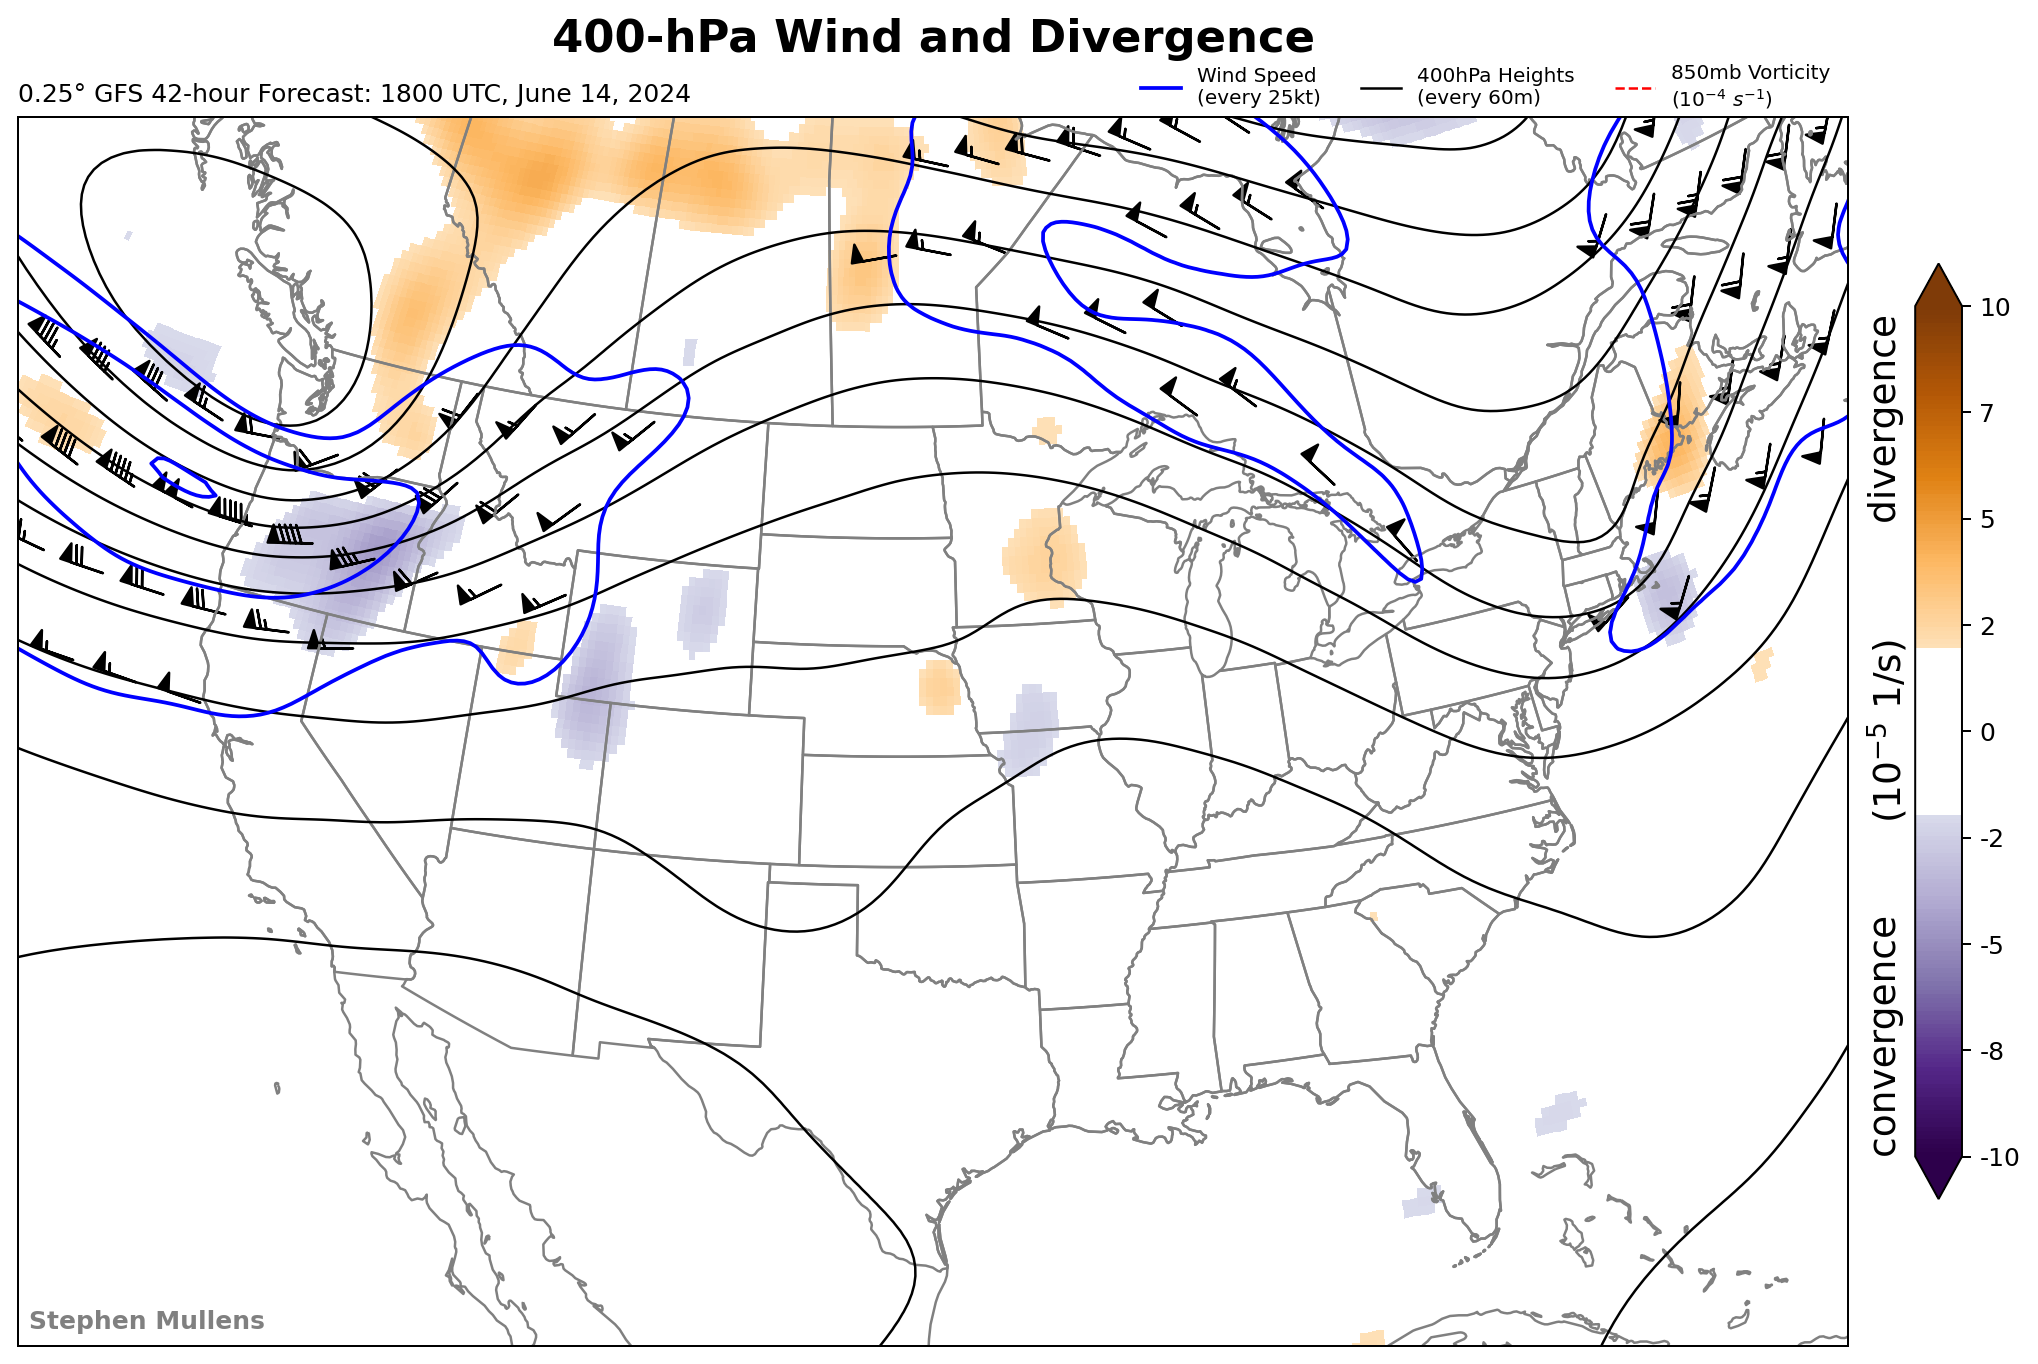 400-hPa Wind and Divergence
0.25° GFS 42-hour Forecast: 1800 UTC, June 14, 2024
Wind Speed
(every 25kt)
400hPa Heights
(every 60m)
850mb Vorticity
(10⁻⁴ s⁻¹)
10
7
5
2
0
-2
-5
-8
-10
convergence (10⁻⁵ 1/s) divergence
Stephen Mullens